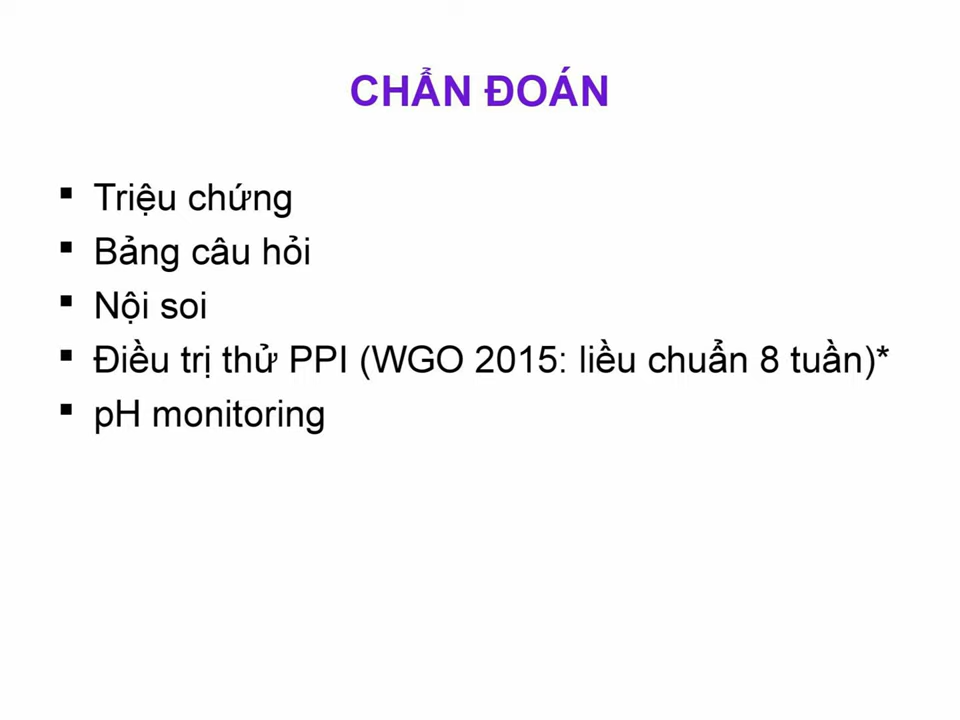 CHẨN ĐOÁN
▪ Triệu chứng
▪ Bảng câu hỏi
▪ Nội soi
▪ Điều trị thử PPI (WGO 2015: liều chuẩn 8 tuần)*
▪ pH monitoring